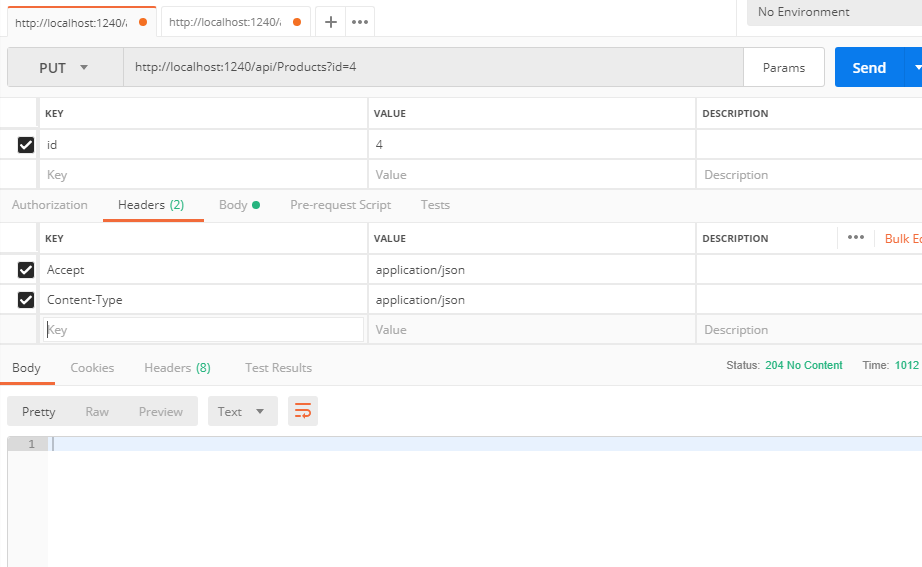 http://localhost:1240/a
http://localhost:1240/a
+
•••
No Environment
PUT
http://localhost:1240/api/Products?id=4
Params
Send
KEY VALUE DESCRIPTION
id 4
Key Value Description
Authorization Headers (2) Body Pre-request Script Tests
KEY VALUE DESCRIPTION ••• Bulk Ed
Accept application/json
Content-Type application/json
Key Value Description
Body Cookies Headers (8) Test Results Status: 204 No Content Time: 1012
Pretty Raw Preview Text
1